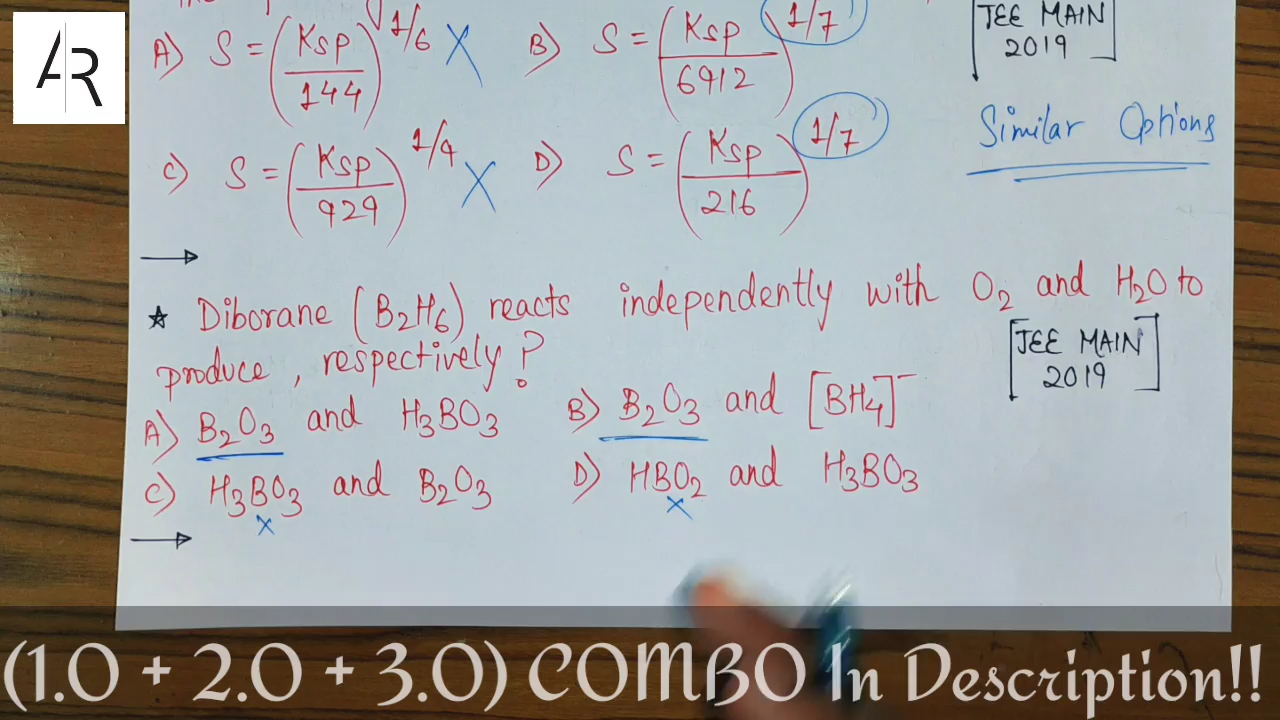 AR
A) S = (Ksp/144)^1/6 X B) S = (Ksp/6912)^1/7
[JEE MAIN 2019]
Similar Options
C) S = (Ksp/929)^1/9 X D) S = (Ksp/216)^1/7
→
★ Diborane (B2H6) reacts independently with O2 and H2O to
produce, respectively?
[JEE MAIN 2019]
A) B2O3 and H3BO3 B) B2O3 and [BH4]-
C) H3BO3 and B2O3 D) HBO2 and H3BO3
x x
→
(1.0 + 2.0 + 3.0) COMBO In Description!!